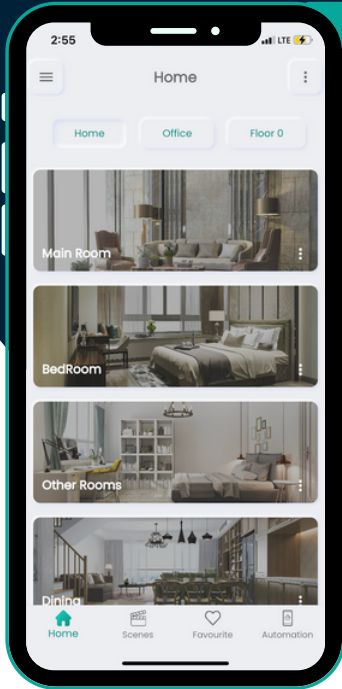 2:55
LTE
Home
Home
Office
Floor 0
Main Room
BedRoom
Other Rooms
Dining
Home
Scenes
Favourite
Automation